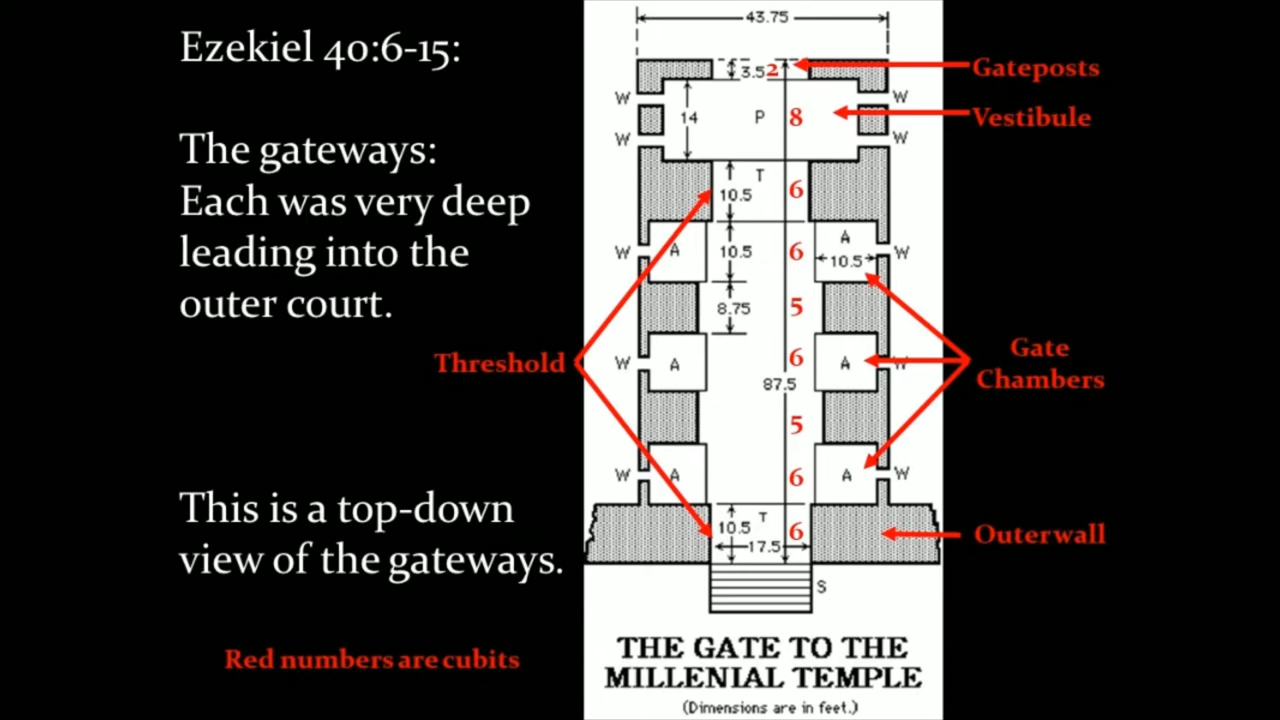 Ezekiel 40:6-15:
The gateways:
Each was very deep
leading into the
outer court.
This is a top-down
view of the gateways.
Red numbers are cubits
Threshold
43.75
3.5
2
Gateposts
W
W
14
P
8
Vestibule
W
W
T
10.5
6
W
A
10.5
6
A
10.5
W
8.75
5
W
A
6
A
W
Gate
Chambers
87.5
5
W
A
6
A
W
10.5
T
6
17.5
Outer wall
S
THE GATE TO THE
MILLENIAL TEMPLE
(Dimensions are in feet.)